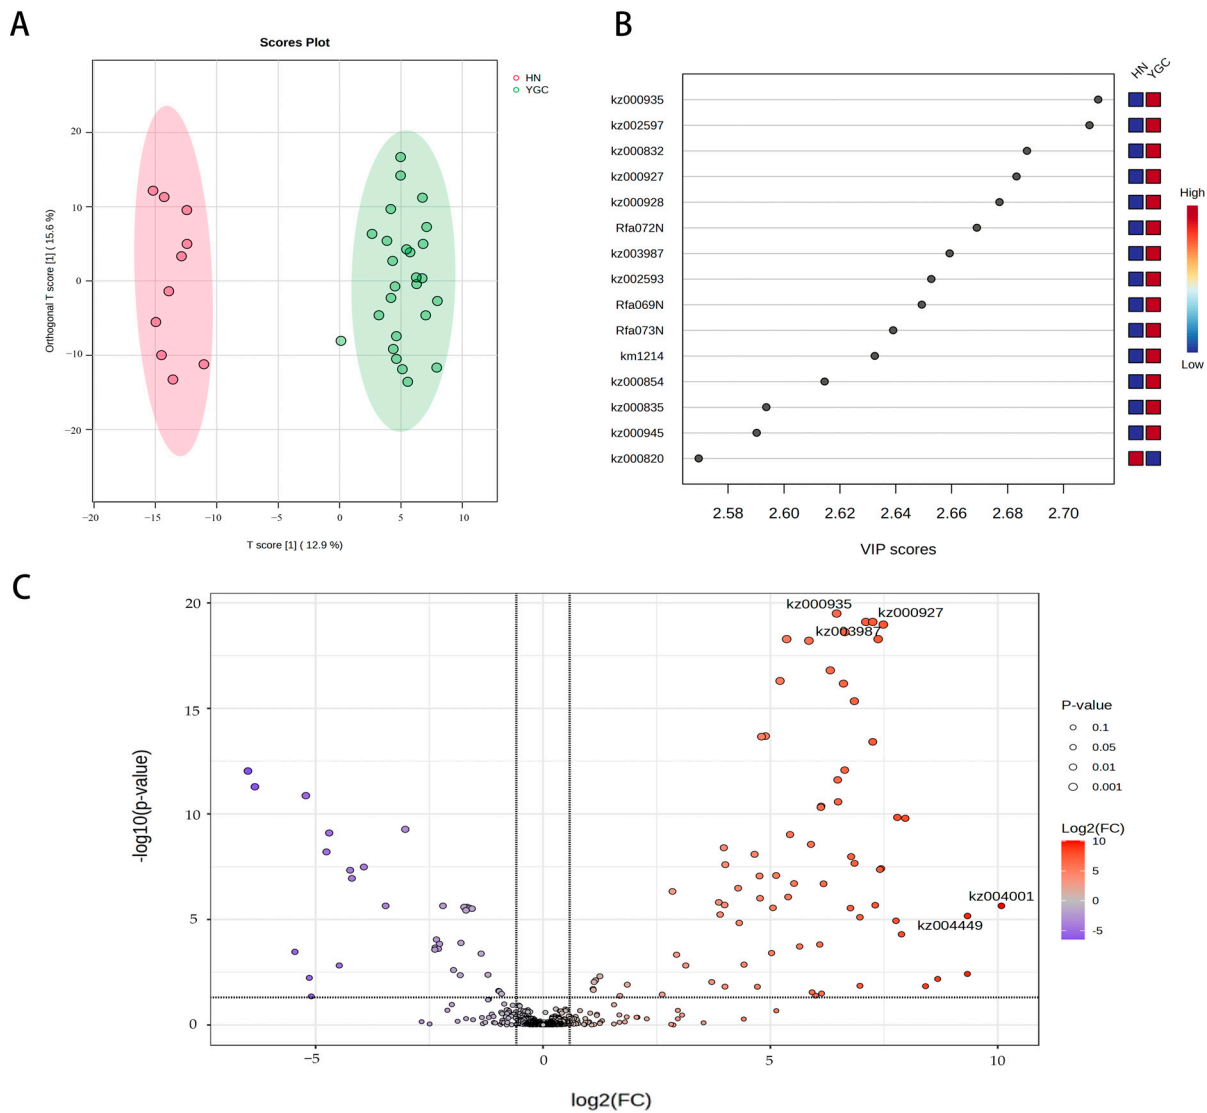 A
Scores Plot
Orthogonal T score [1] ( 15.6 %)
20
10
0
−10
−20
−20 −15 −10 −5 0 5 10
T score [1] ( 12.9 %)
HN
YGC
B
HN YGC
kz000935
kz002597
kz000832
kz000927
kz000928
Rfa072N
kz003987
kz002593
Rfa069N
Rfa073N
km1214
kz000854
kz000835
kz000945
kz000820
2.58 2.60 2.62 2.64 2.66 2.68 2.70
VIP scores
High
Low
C
-log10(p-value)
20
15
10
5
0
kz000935
kz000927
kz003987
kz004001
kz004449
−5 0 5 10
log2(FC)
P-value
0.1
0.05
0.01
0.001
Log2(FC)
10
5
0
-5